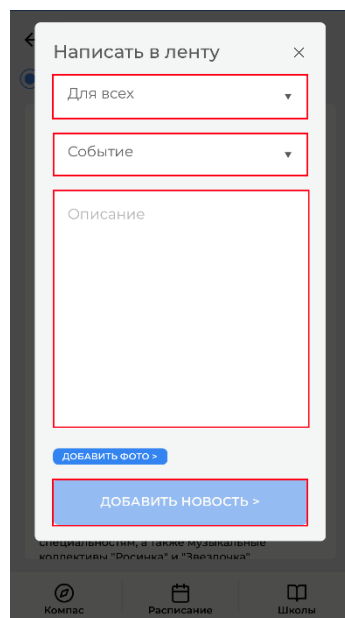 Написать в ленту
Для всех
Событие
Описание
ДОБАВИТЬ ФОТО >
ДОБАВИТЬ НОВОСТЬ >
специальностям, а также музыкальные
коллективы "Росинка" и "Звездочка"
Компас
Расписание
Школы